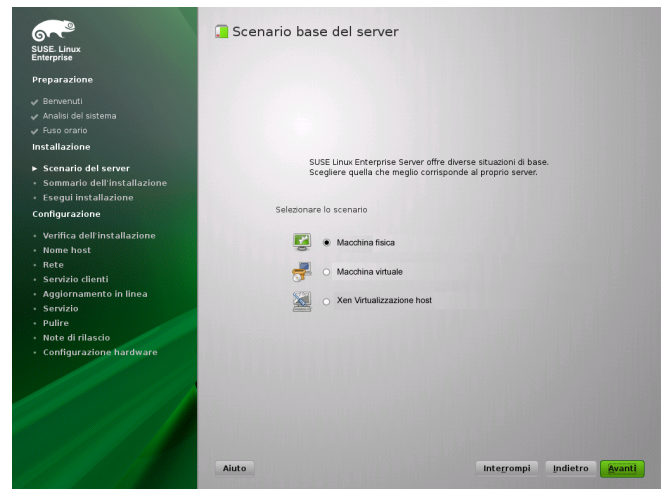 SUSE. Linux
Enterprise
Preparazione
Benvenuti
Analisi del sistema
Fuso orario
Installazione
Scenario del server
Sommario dell'installazione
Esegui installazione
Configurazione
Verifica dell'installazione
Nome host
Rete
Servizio clienti
Aggiornamento in linea
Servizio
Pulire
Note di rilascio
Configurazione hardware
Scenario base del server
SUSE Linux Enterprise Server offre diverse situazioni di base.
Scegliere quella che meglio corrisponde al proprio server.
Selezionare lo scenario
Macchina fisica
Macchina virtuale
Xen Virtualizzazione host
Aiuto
Interrompi
Indietro
Avanti